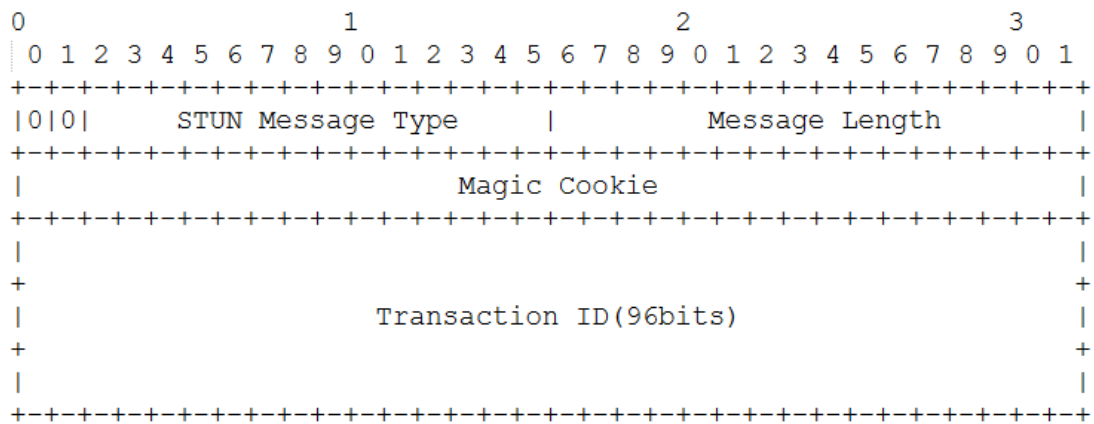 0                   1                   2                   3
 0 1 2 3 4 5 6 7 8 9 0 1 2 3 4 5 6 7 8 9 0 1 2 3 4 5 6 7 8 9 0 1
+-+-+-+-+-+-+-+-+-+-+-+-+-+-+-+-+-+-+-+-+-+-+-+-+-+-+-+-+-+-+-+-+
|0|0|     STUN Message Type     |         Message Length        |
+-+-+-+-+-+-+-+-+-+-+-+-+-+-+-+-+-+-+-+-+-+-+-+-+-+-+-+-+-+-+-+-+
|                          Magic Cookie                         |
+-+-+-+-+-+-+-+-+-+-+-+-+-+-+-+-+-+-+-+-+-+-+-+-+-+-+-+-+-+-+-+-+
|                                                               |
+                                                               +
|                     Transaction ID(96bits)                    |
+                                                               +
|                                                               |
+-+-+-+-+-+-+-+-+-+-+-+-+-+-+-+-+-+-+-+-+-+-+-+-+-+-+-+-+-+-+-+-+